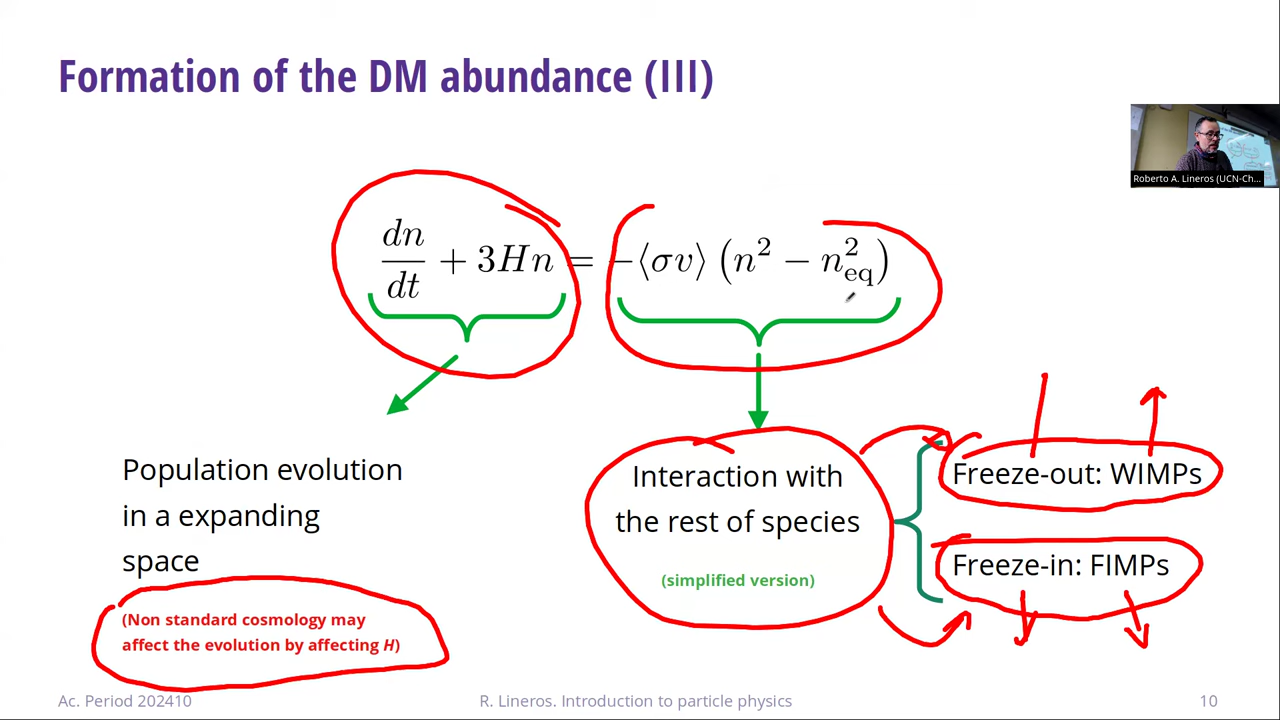 Formation of the DM abundance (III)
Roberto A. Lineros (UCN-Ch...
dn/dt + 3Hn = −⟨σv⟩ (n² − n²_eq)
Population evolution
in a expanding
space
(Non standard cosmology may
affect the evolution by affecting H)
Interaction with
the rest of species
(simplified version)
Freeze-out: WIMPs
Freeze-in: FIMPs
Ac. Period 202410
R. Lineros. Introduction to particle physics
10